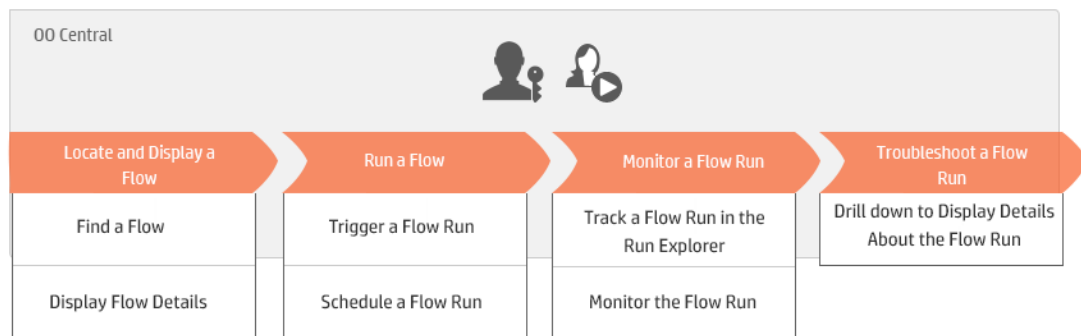 OO Central
Locate and Display a
Flow
Run a Flow
Monitor a Flow Run
Troubleshoot a Flow
Run
Find a Flow
Trigger a Flow Run
Track a Flow Run in the
Run Explorer
Drill down to Display Details
About the Flow Run
Display Flow Details
Schedule a Flow Run
Monitor the Flow Run